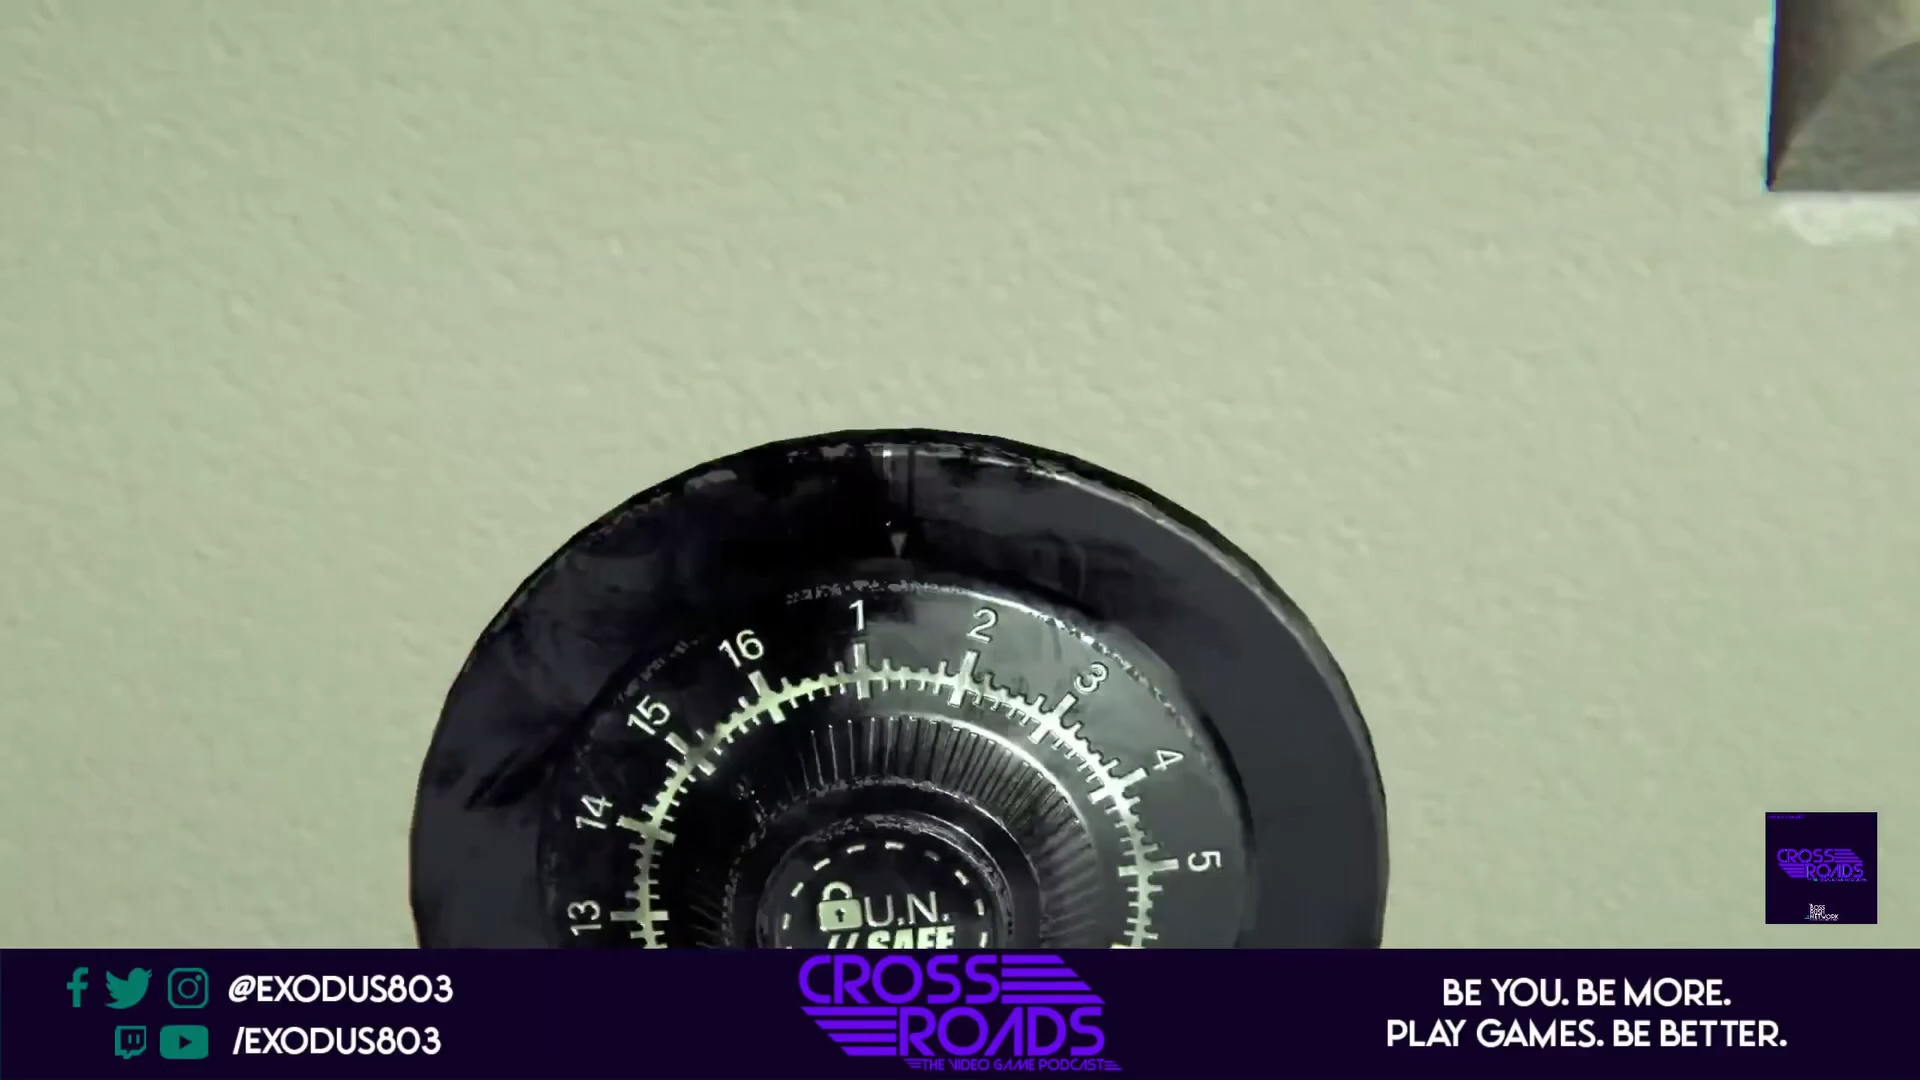 1
2
3
4
5
16
15
14
13
U.N.
// SAFE
CROSS
ROADS
@EXODUS803
/EXODUS803
CROSS
ROADS
THE VIDEO GAME PODCAST
BE YOU. BE MORE.
PLAY GAMES. BE BETTER.